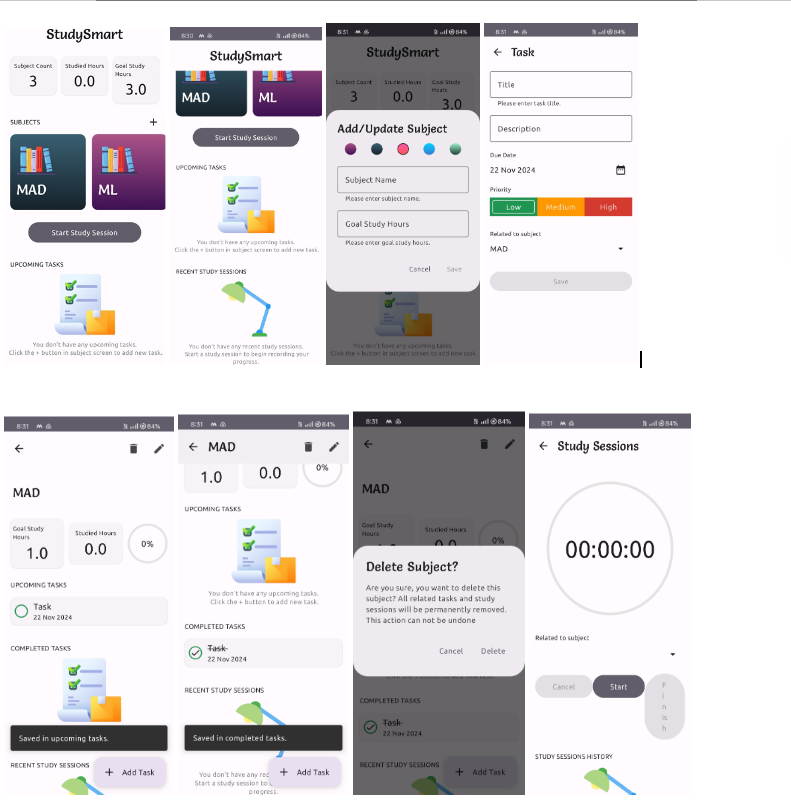 StudySmart
Subject Count
3
Studied Hours
0.0
Goal Study
Hours
3.0
SUBJECTS
+
MAD
ML
Start Study Session
UPCOMING TASKS
You don't have any upcoming tasks.
Click the + button in subject screen to add new task.
8:30
84%
StudySmart
MAD
ML
Start Study Session
UPCOMING TASKS
You don't have any upcoming tasks.
Click the + button in subject screen to add new task.
RECENT STUDY SESSIONS
You don't have any recent study sessions.
Start a study session to begin recording your
progress.
8:31
84%
StudySmart
Subject Count
3
Studied Hours
0.0
Goal Study
Hours
3.0
Add/Update Subject
Subject Name
Please enter subject name.
Goal Study Hours
Please enter goal study hours.
Cancel
Save
You don't have any upcoming tasks.
Click the + button in subject screen to add new task.
8:31
84%
Task
Title
Please enter task title.
Description
Due Date
22 Nov 2024
Priority
Low
Medium
High
Related to subject
MAD
Save
8:31
84%
MAD
Goal Study
Hours
1.0
Studied Hours
0.0
0%
UPCOMING TASKS
Task
22 Nov 2024
COMPLETED TASKS
Saved in upcoming tasks.
RECENT STUDY SESSIONS
+ Add Task
8:31
84%
MAD
1.0
0.0
0%
UPCOMING TASKS
You don't have any upcoming tasks.
Click the + button to add new task.
COMPLETED TASKS
Task
22 Nov 2024
RECENT STUDY SESSIONS
Saved in completed tasks.
You don't have any rec
Start a study session to
progress.
+ Add Task
8:31
84%
MAD
Goal Study
Studied Hours
0%
Delete Subject?
Are you sure, you want to delete this
subject? All related tasks and study
sessions will be permanently removed.
This action can not be undone
Cancel
Delete
COMPLETED TASKS
Task
22 Nov 2024
RECENT STUDY SESSIONS
+ Add Task
8:31
84%
Study Sessions
00:00:00
Related to subject
Cancel
Start
Finish
STUDY SESSIONS HISTORY